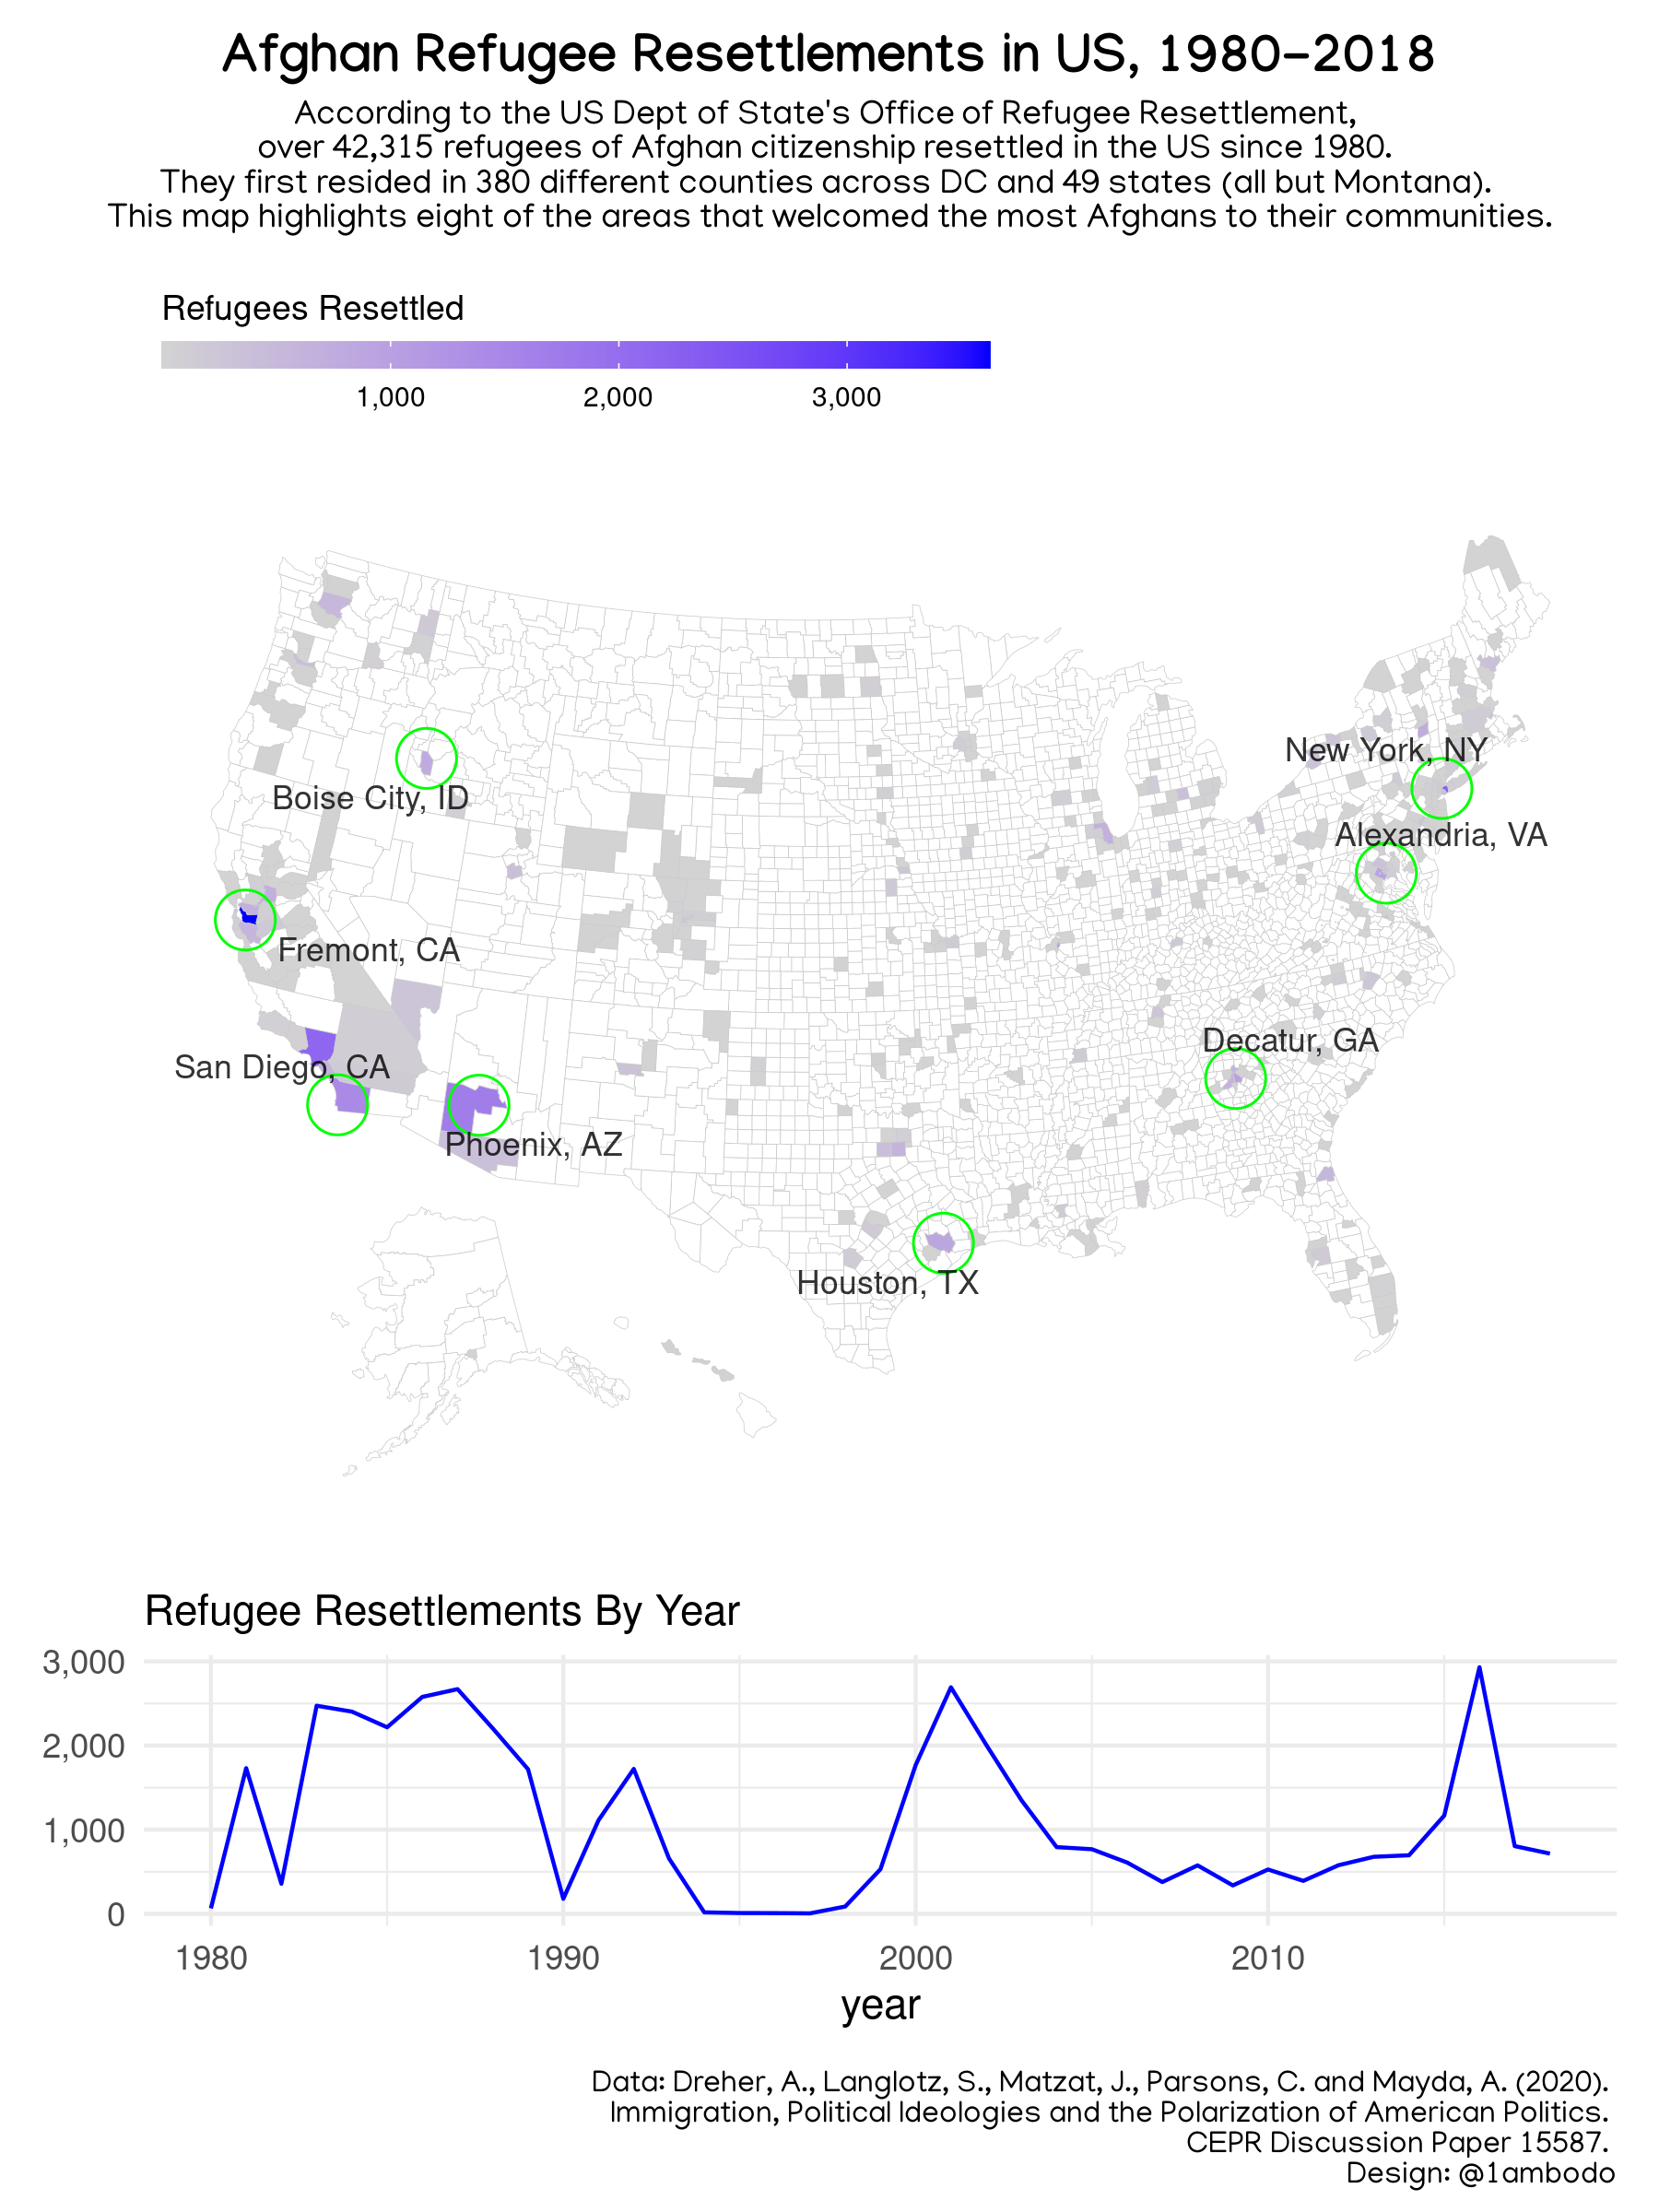 Afghan Refugee Resettlements in US, 1980-2018
According to the US Dept of State's Office of Refugee Resettlement,
over 42,315 refugees of Afghan citizenship resettled in the US since 1980.
They first resided in 380 different counties across DC and 49 states (all but Montana).
This map highlights eight of the areas that welcomed the most Afghans to their communities.
Refugees Resettled
1,000 2,000 3,000
New York, NY
Boise City, ID
Alexandria, VA
Fremont, CA
Decatur, GA
San Diego, CA
Phoenix, AZ
Houston, TX
Refugee Resettlements By Year
3,000
2,000
1,000
0
1980 1990 2000 2010
year
Data: Dreher, A., Langlotz, S., Matzat, J., Parsons, C. and Mayda, A. (2020).
Immigration, Political Ideologies and the Polarization of American Politics.
CEPR Discussion Paper 15587.
Design: @1ambodo